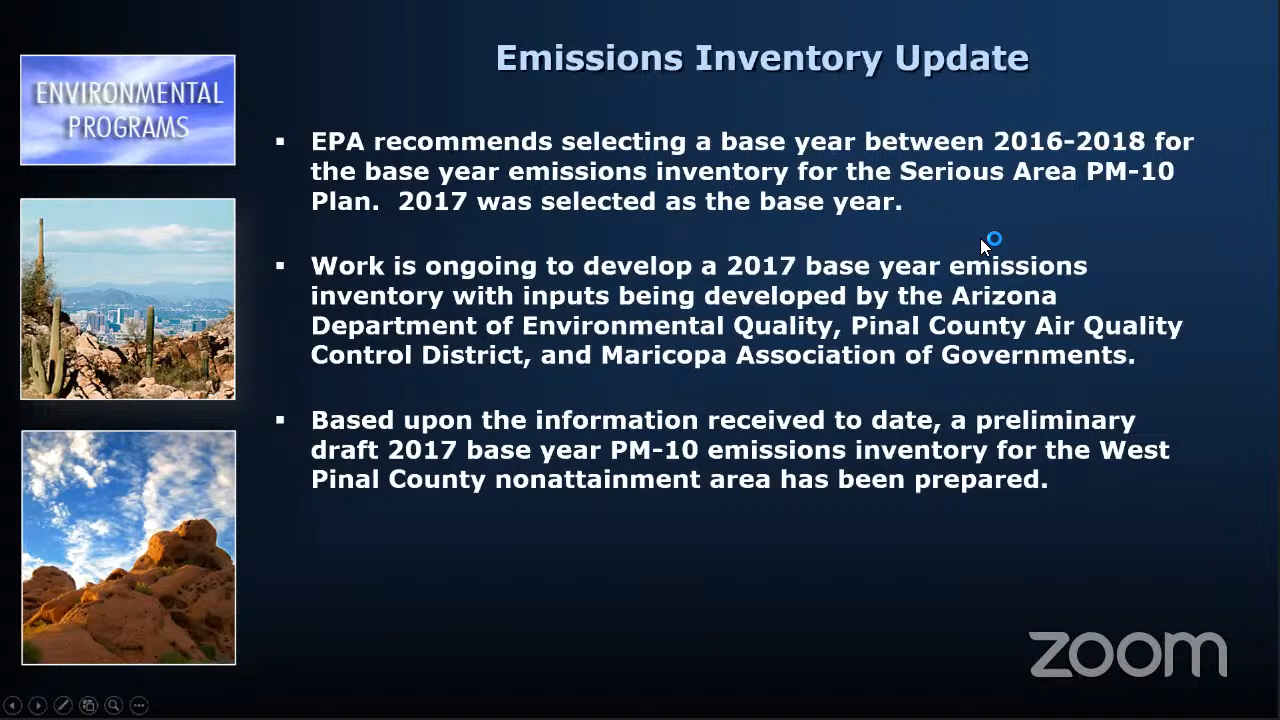 Emissions Inventory Update
ENVIRONMENTAL
PROGRAMS
▪ EPA recommends selecting a base year between 2016-2018 for
the base year emissions inventory for the Serious Area PM-10
Plan.  2017 was selected as the base year.
▪ Work is ongoing to develop a 2017 base year emissions
inventory with inputs being developed by the Arizona
Department of Environmental Quality, Pinal County Air Quality
Control District, and Maricopa Association of Governments.
▪ Based upon the information received to date, a preliminary
draft 2017 base year PM-10 emissions inventory for the West
Pinal County nonattainment area has been prepared.
zoom